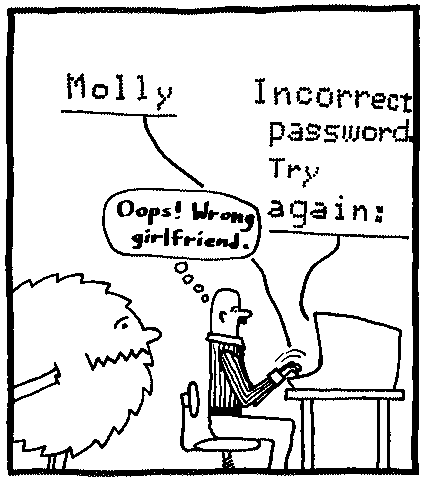 Molly
Incorrect
password.
Try
again:
Oops! Wrong
girlfriend.